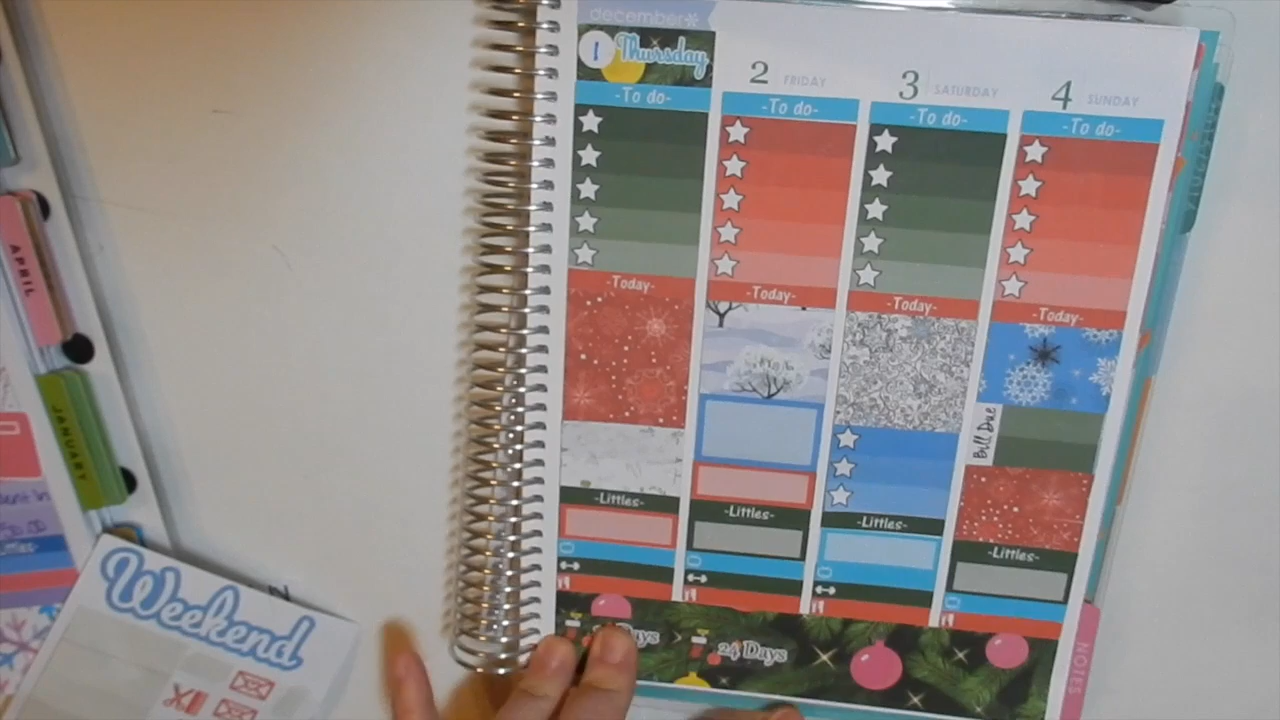 december*
1 Thursday
2 FRIDAY
3 SATURDAY
4 SUNDAY
-To do-
-To do-
-To do-
-To do-
-Today-
-Today-
-Today-
-Today-
Bill Due
-Littles-
-Littles-
-Littles-
-Littles-
24 Days
NOTES
APRIL
JANUARY
Weekend